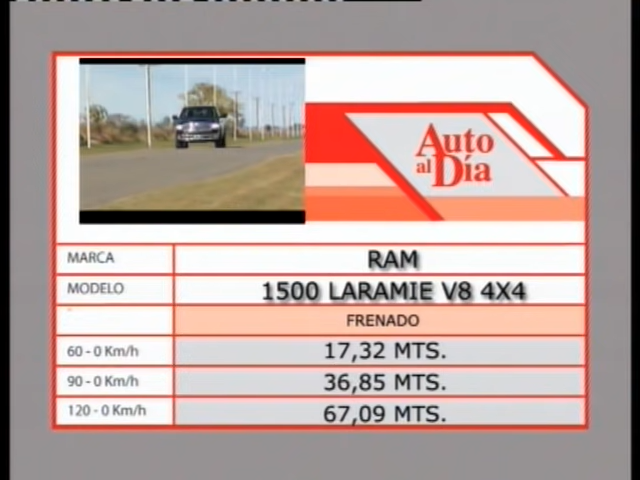 Auto
al Día
MARCA RAM
MODELO 1500 LARAMIE V8 4X4
FRENADO
60 - 0 Km/h 17,32 MTS.
90 - 0 Km/h 36,85 MTS.
120 - 0 Km/h 67,09 MTS.